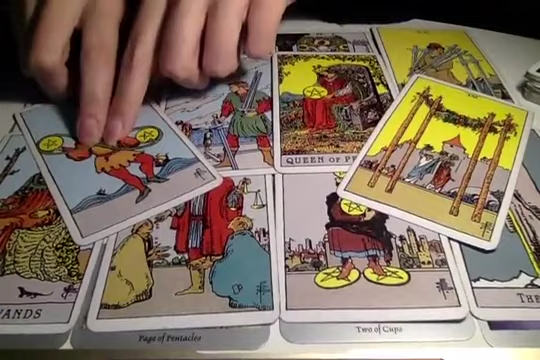 QUEEN OF PE
WANDS
THE
Page of Pentacles
Two of Cups